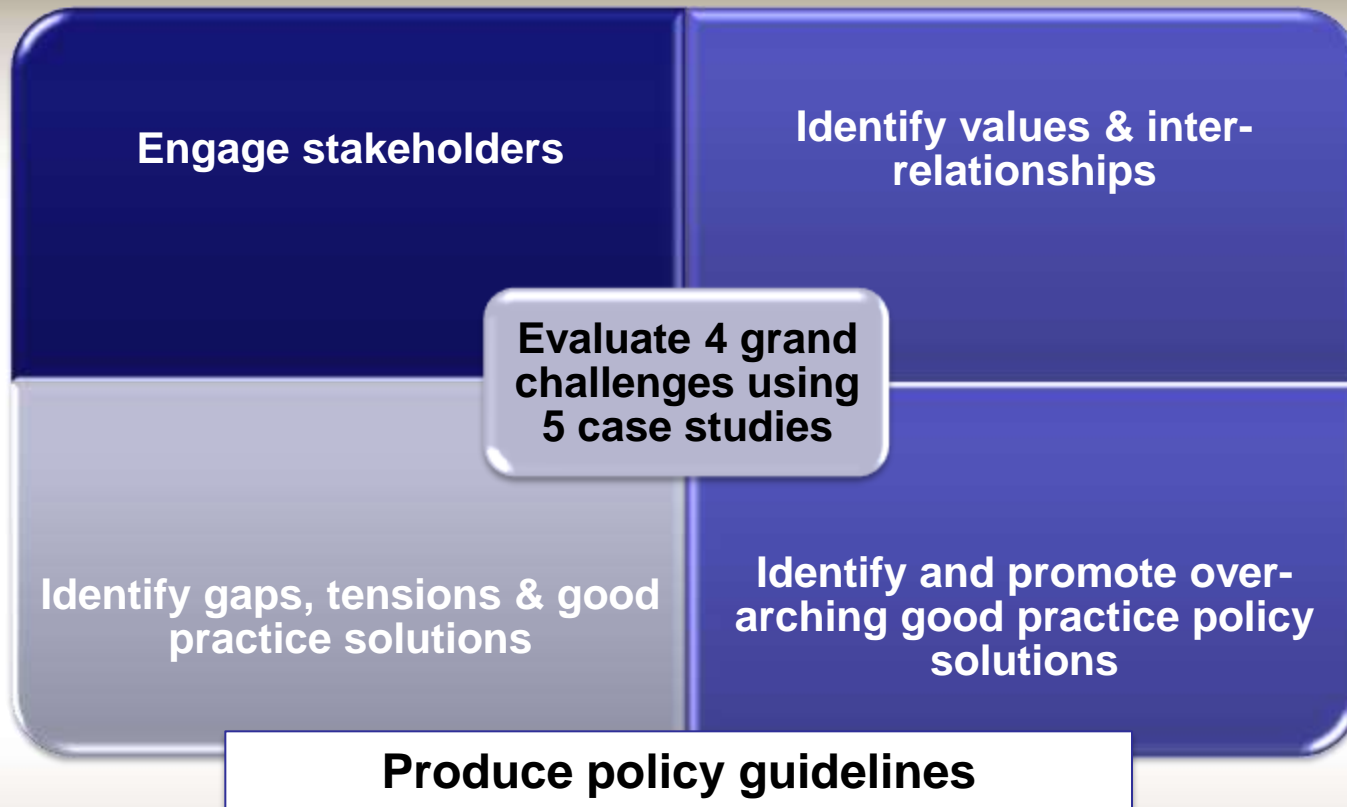 Engage stakeholders
Identify values & inter-
relationships
Evaluate 4 grand
challenges using
5 case studies
Identify gaps, tensions & good
practice solutions
Identify and promote over-
arching good practice policy
solutions
Produce policy guidelines